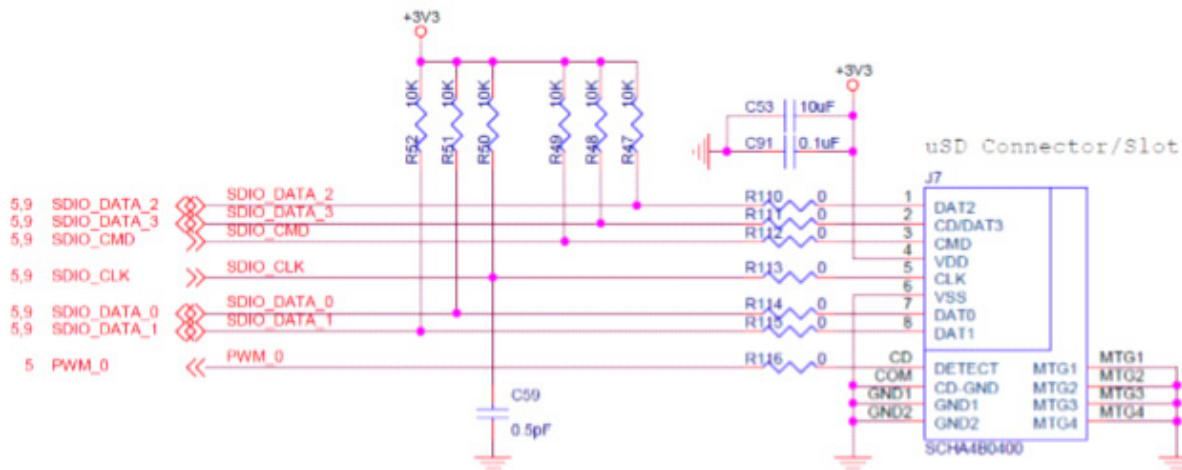 +3V3
10K 10K 10K 10K 10K 10K
R52 R51 R50 R49 R48 R47
+3V3
C53 10uF
C91 0.1uF
uSD Connector/Slot
J7
5,9 SDIO_DATA_2 SDIO_DATA_2 R110 0 1 DAT2
5,9 SDIO_DATA_3 SDIO_DATA_3 R111 0 2 CD/DAT3
5,9 SDIO_CMD SDIO_CMD R112 0 3 CMD
4 VDD
5,9 SDIO_CLK SDIO_CLK R113 0 5 CLK
6 VSS
5,9 SDIO_DATA_0 SDIO_DATA_0 R114 0 7 DAT0
5,9 SDIO_DATA_1 SDIO_DATA_1 R115 0 8 DAT1
5 PWM_0 PWM_0 R116 0 CD DETECT MTG1 MTG1
COM CD-GND MTG2 MTG2
GND1 GND1 MTG3 MTG3
GND2 GND2 MTG4 MTG4
C59
0.5pF
SCHA4B0400